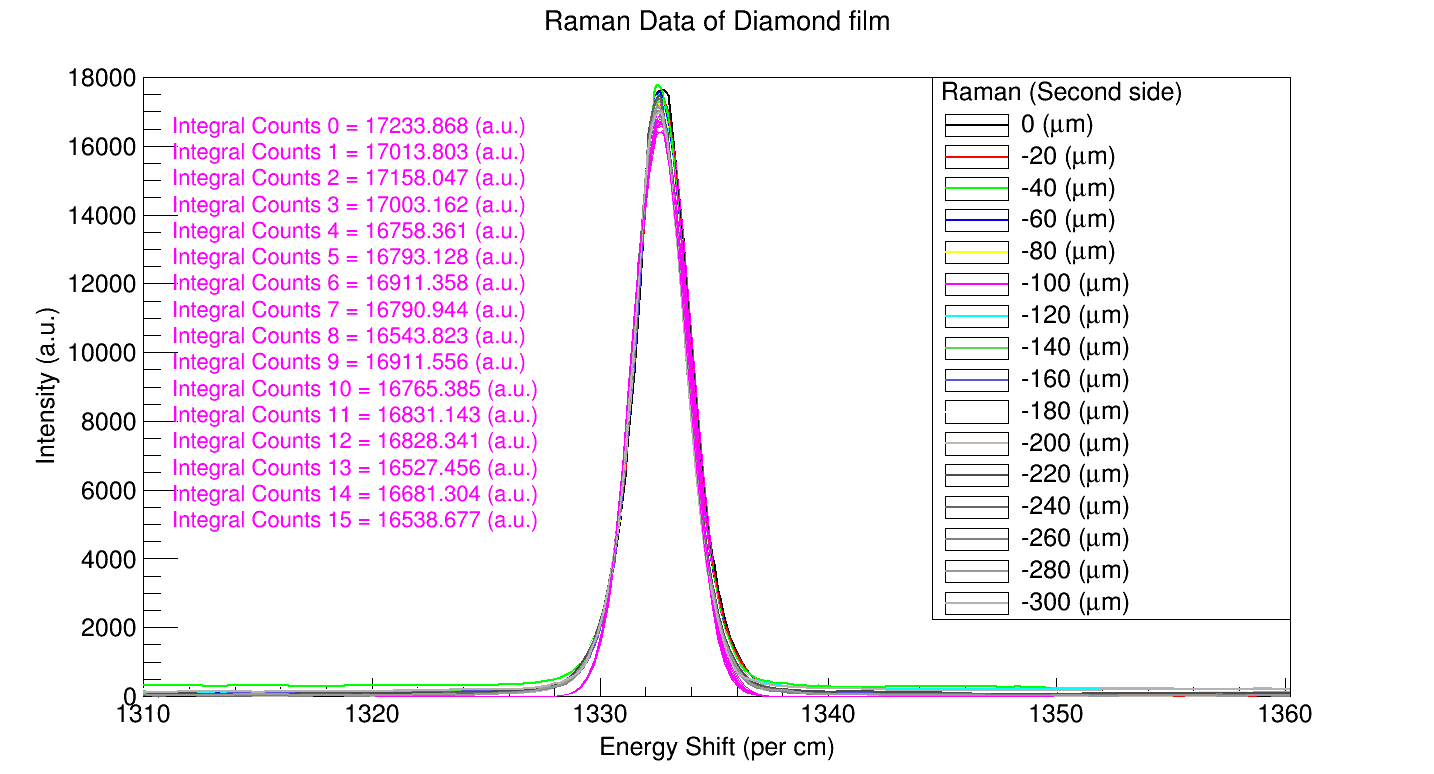 Raman Data of Diamond film
18000
16000
14000
12000
10000
8000
6000
4000
2000
0
Intensity (a.u.)
Integral Counts 0 = 17233.868 (a.u.)
Integral Counts 1 = 17013.803 (a.u.)
Integral Counts 2 = 17158.047 (a.u.)
Integral Counts 3 = 17003.162 (a.u.)
Integral Counts 4 = 16758.361 (a.u.)
Integral Counts 5 = 16793.128 (a.u.)
Integral Counts 6 = 16911.358 (a.u.)
Integral Counts 7 = 16790.944 (a.u.)
Integral Counts 8 = 16543.823 (a.u.)
Integral Counts 9 = 16911.556 (a.u.)
Integral Counts 10 = 16765.385 (a.u.)
Integral Counts 11 = 16831.143 (a.u.)
Integral Counts 12 = 16828.341 (a.u.)
Integral Counts 13 = 16527.456 (a.u.)
Integral Counts 14 = 16681.304 (a.u.)
Integral Counts 15 = 16538.677 (a.u.)
Raman (Second side)
0 (μm)
-20 (μm)
-40 (μm)
-60 (μm)
-80 (μm)
-100 (μm)
-120 (μm)
-140 (μm)
-160 (μm)
-180 (μm)
-200 (μm)
-220 (μm)
-240 (μm)
-260 (μm)
-280 (μm)
-300 (μm)
1310 1320 1330 1340 1350 1360
Energy Shift (per cm)